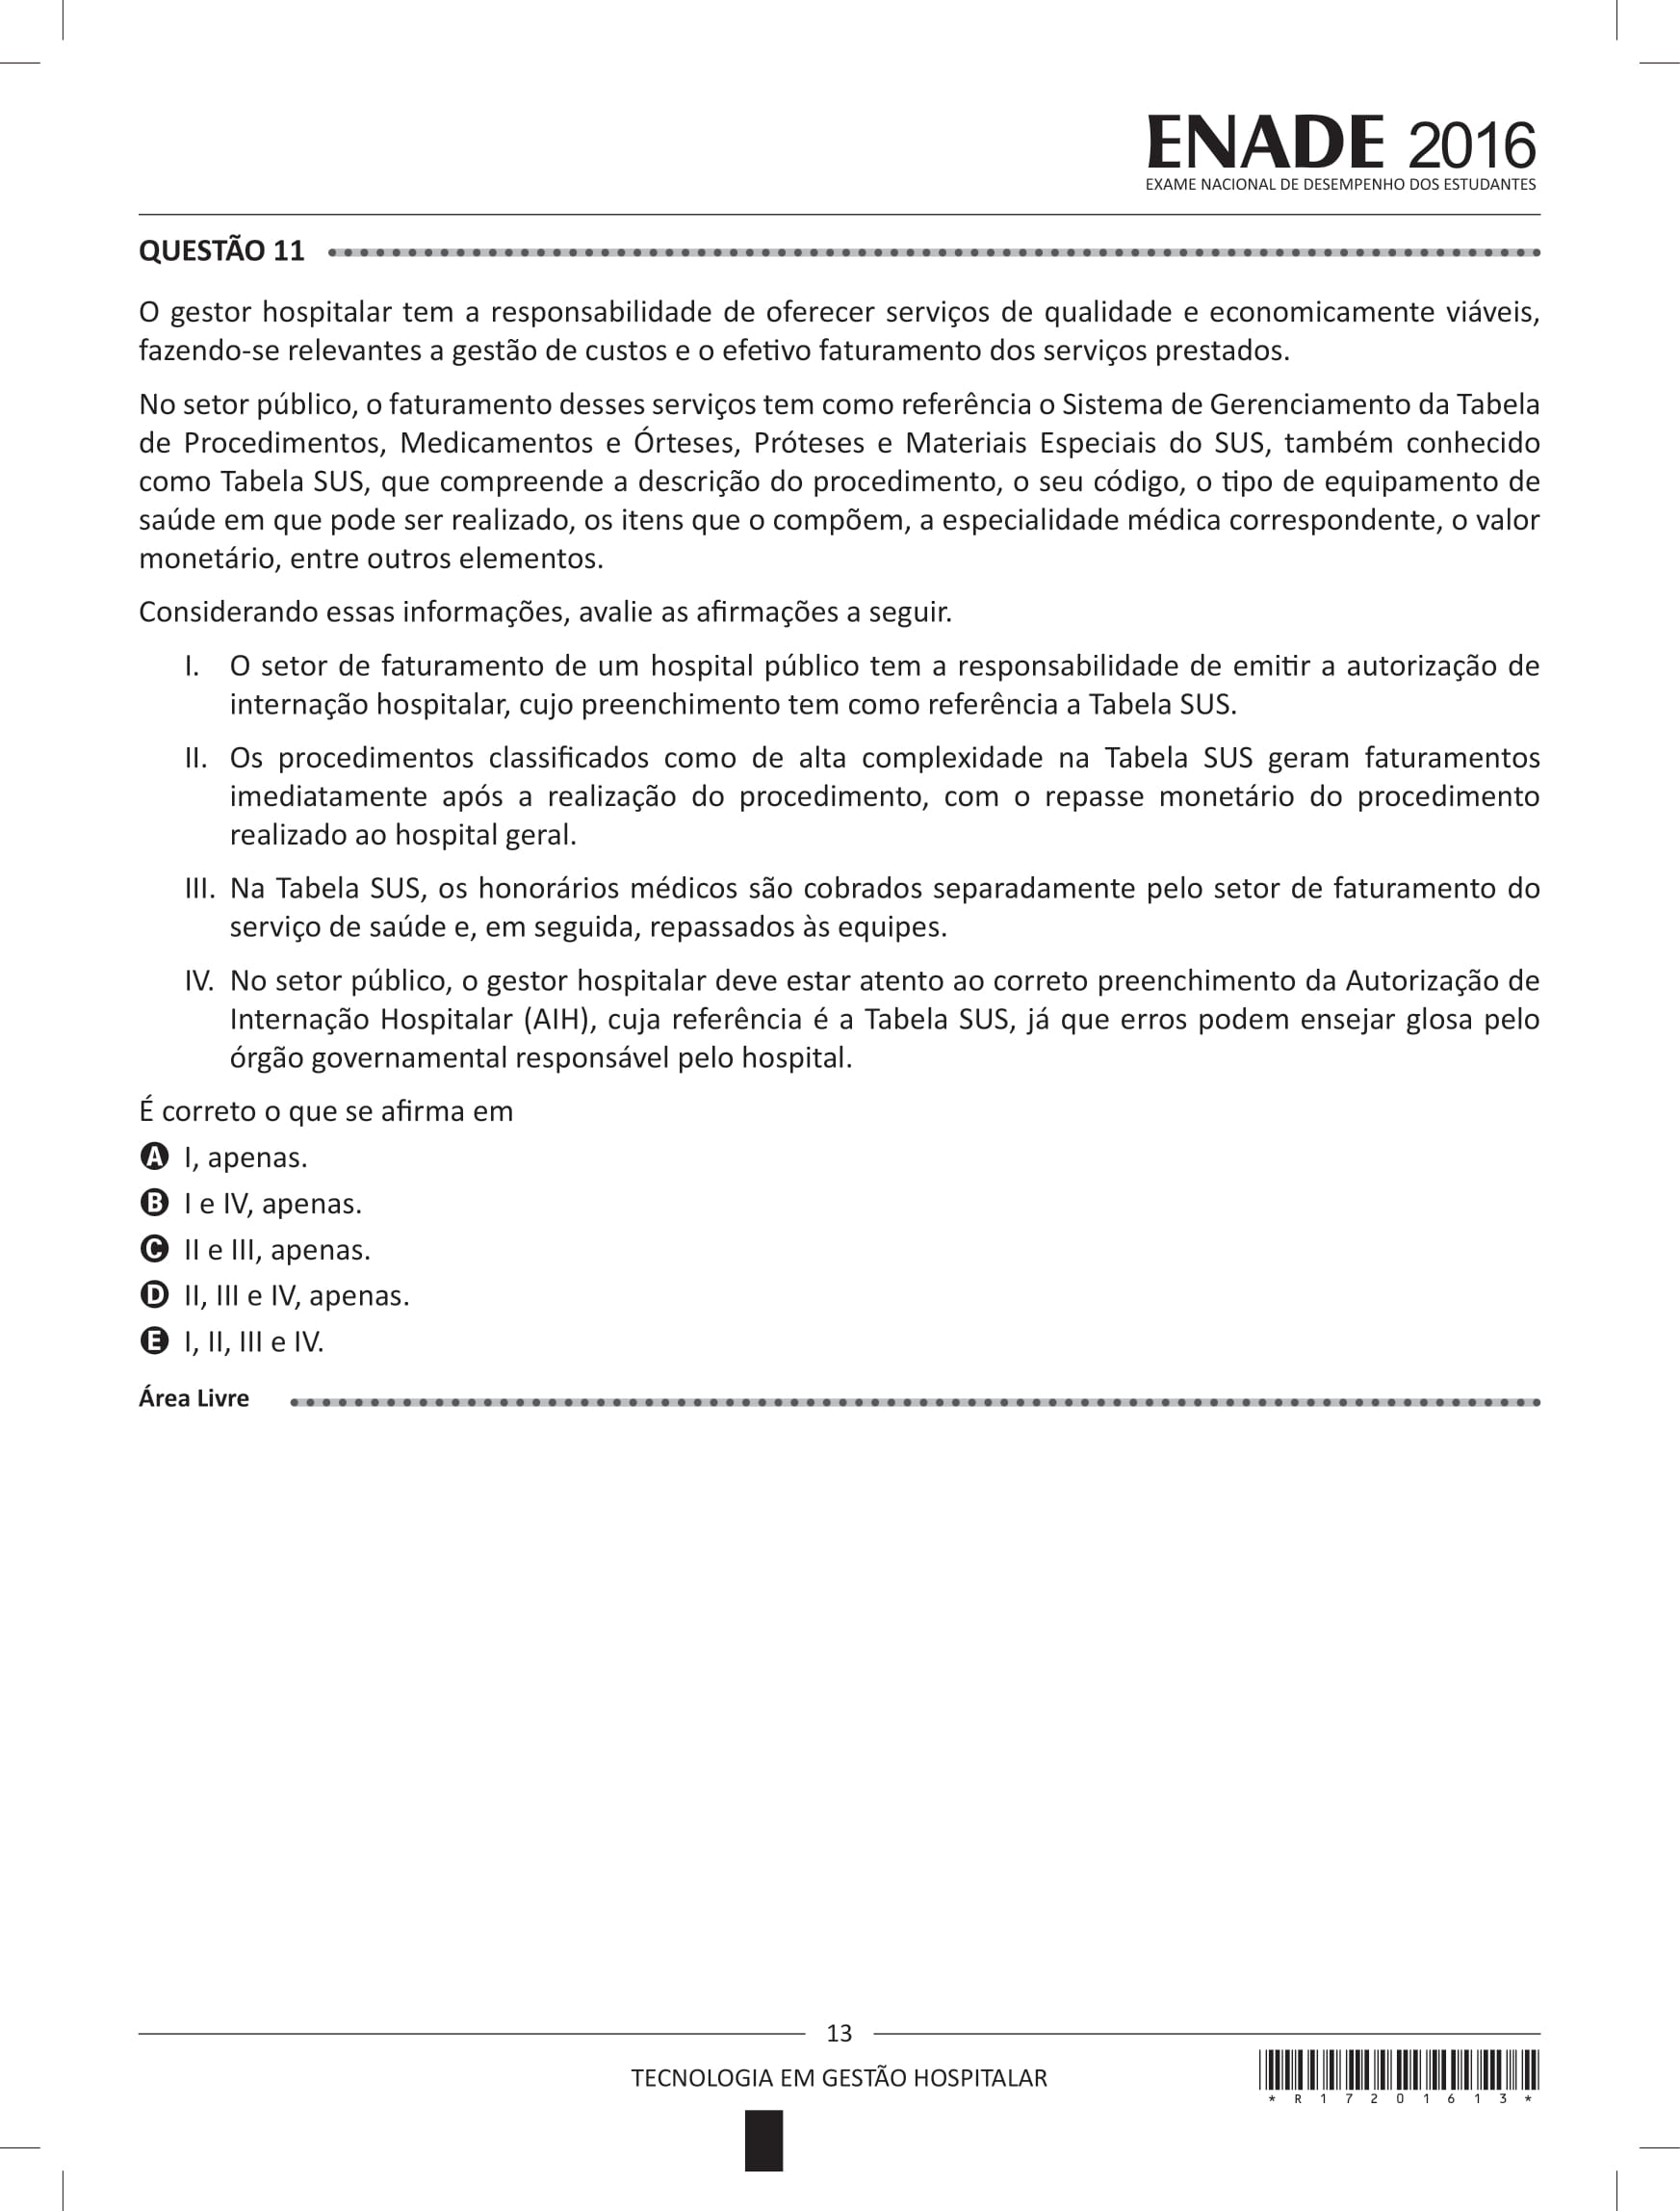 ENADE 2016
EXAME NACIONAL DE DESEMPENHO DOS ESTUDANTES
QUESTÃO 11
O gestor hospitalar tem a responsabilidade de oferecer serviços de qualidade e economicamente viáveis,
fazendo-se relevantes a gestão de custos e o efetivo faturamento dos serviços prestados.
No setor público, o faturamento desses serviços tem como referência o Sistema de Gerenciamento da Tabela
de Procedimentos, Medicamentos e Órteses, Próteses e Materiais Especiais do SUS, também conhecido
como Tabela SUS, que compreende a descrição do procedimento, o seu código, o tipo de equipamento de
saúde em que pode ser realizado, os itens que o compõem, a especialidade médica correspondente, o valor
monetário, entre outros elementos.
Considerando essas informações, avalie as afirmações a seguir.
I. O setor de faturamento de um hospital público tem a responsabilidade de emitir a autorização de
internação hospitalar, cujo preenchimento tem como referência a Tabela SUS.
II. Os procedimentos classificados como de alta complexidade na Tabela SUS geram faturamentos
imediatamente após a realização do procedimento, com o repasse monetário do procedimento
realizado ao hospital geral.
III. Na Tabela SUS, os honorários médicos são cobrados separadamente pelo setor de faturamento do
serviço de saúde e, em seguida, repassados às equipes.
IV. No setor público, o gestor hospitalar deve estar atento ao correto preenchimento da Autorização de
Internação Hospitalar (AIH), cuja referência é a Tabela SUS, já que erros podem ensejar glosa pelo
órgão governamental responsável pelo hospital.
É correto o que se afirma em
A I, apenas.
B I e IV, apenas.
C II e III, apenas.
D II, III e IV, apenas.
E I, II, III e IV.
Área Livre
13
TECNOLOGIA EM GESTÃO HOSPITALAR
* R 1 7 2 0 1 6 1 3 *